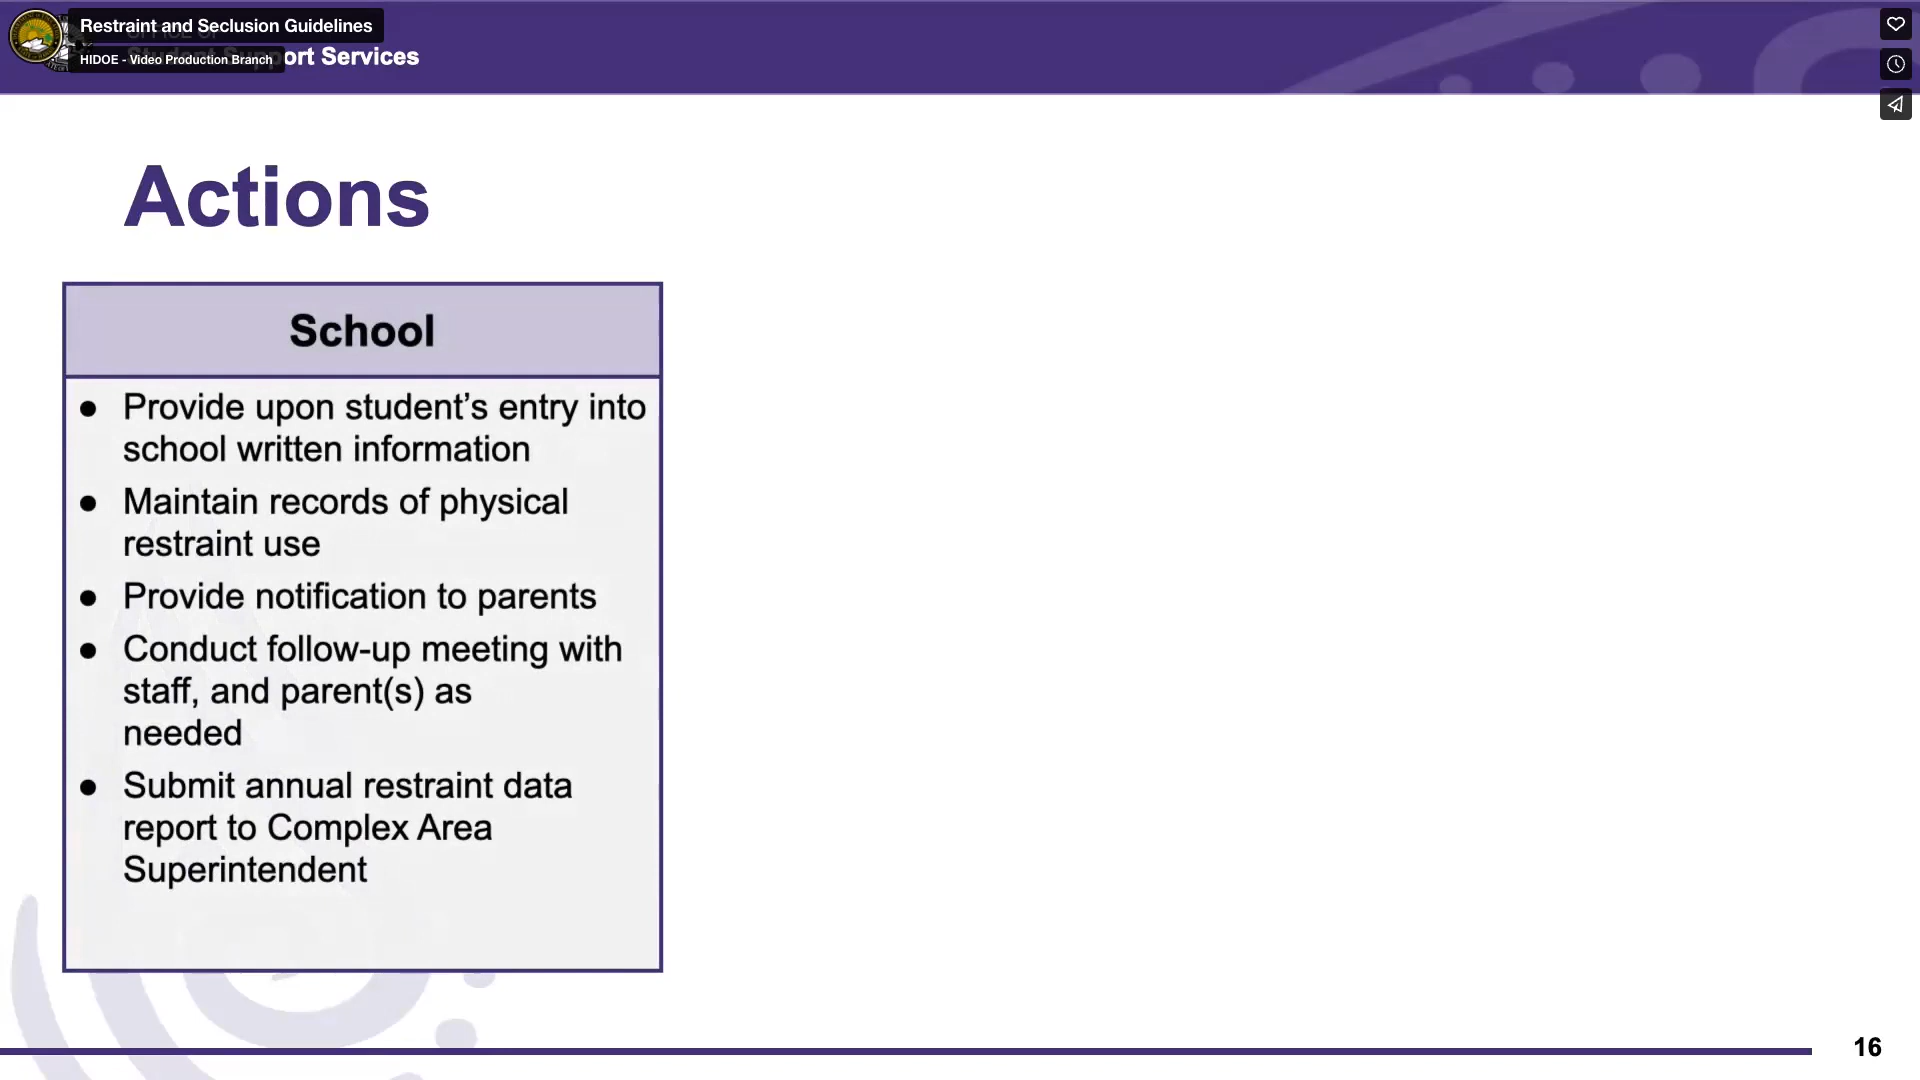 Restraint and Seclusion Guidelines
HIDOE - Video Production Branch
Student Support Services
Actions
School
● Provide upon student’s entry into
school written information
● Maintain records of physical
restraint use
● Provide notification to parents
● Conduct follow-up meeting with
staff, and parent(s) as
needed
● Submit annual restraint data
report to Complex Area
Superintendent
16